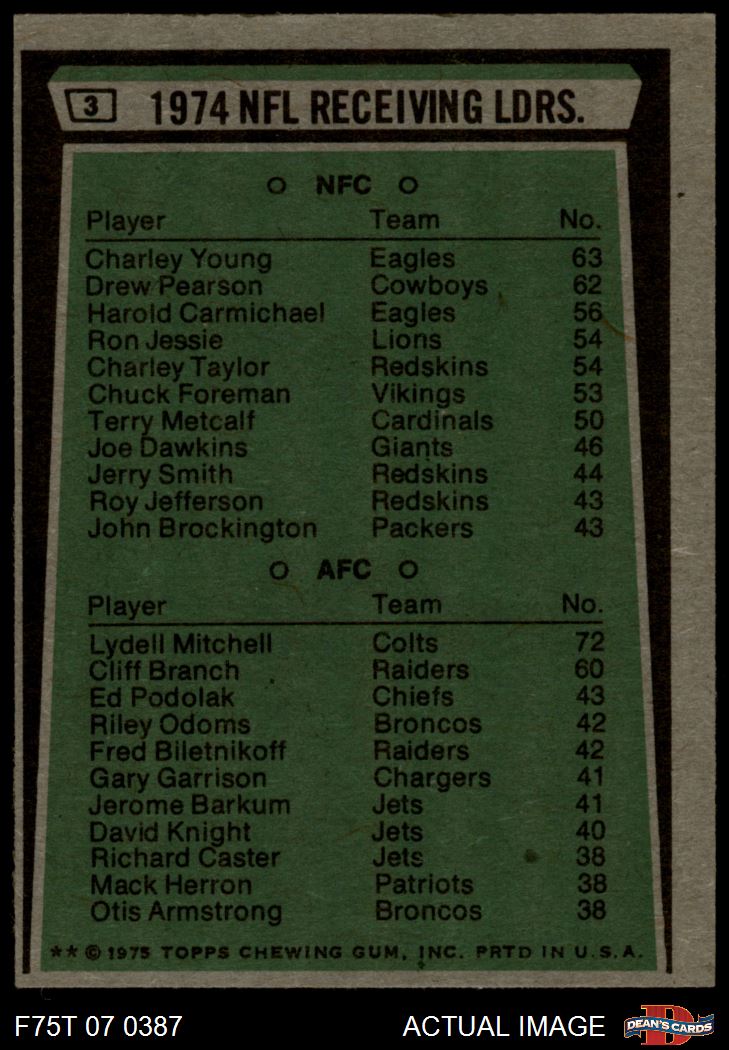 3 1974 NFL RECEIVING LDRS.
NFC
Player Team No.
Charley Young Eagles 63
Drew Pearson Cowboys 62
Harold Carmichael Eagles 56
Ron Jessie Lions 54
Charley Taylor Redskins 54
Chuck Foreman Vikings 53
Terry Metcalf Cardinals 50
Joe Dawkins Giants 46
Jerry Smith Redskins 44
Roy Jefferson Redskins 43
John Brockington Packers 43
AFC
Player Team No.
Lydell Mitchell Colts 72
Cliff Branch Raiders 60
Ed Podolak Chiefs 43
Riley Odoms Broncos 42
Fred Biletnikoff Raiders 42
Gary Garrison Chargers 41
Jerome Barkum Jets 41
David Knight Jets 40
Richard Caster Jets 38
Mack Herron Patriots 38
Otis Armstrong Broncos 38
** © 1975 TOPPS CHEWING GUM, INC. PRTD IN U.S.A.
F75T 07 0387 ACTUAL IMAGE D DEAN'S CARDS